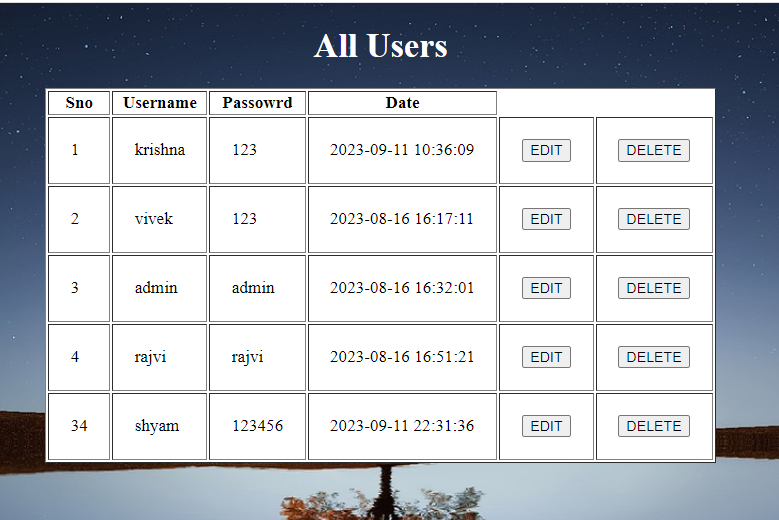 All Users
Sno Username Passowrd Date
1 krishna 123 2023-09-11 10:36:09 EDIT DELETE
2 vivek 123 2023-08-16 16:17:11 EDIT DELETE
3 admin admin 2023-08-16 16:32:01 EDIT DELETE
4 rajvi rajvi 2023-08-16 16:51:21 EDIT DELETE
34 shyam 123456 2023-09-11 22:31:36 EDIT DELETE